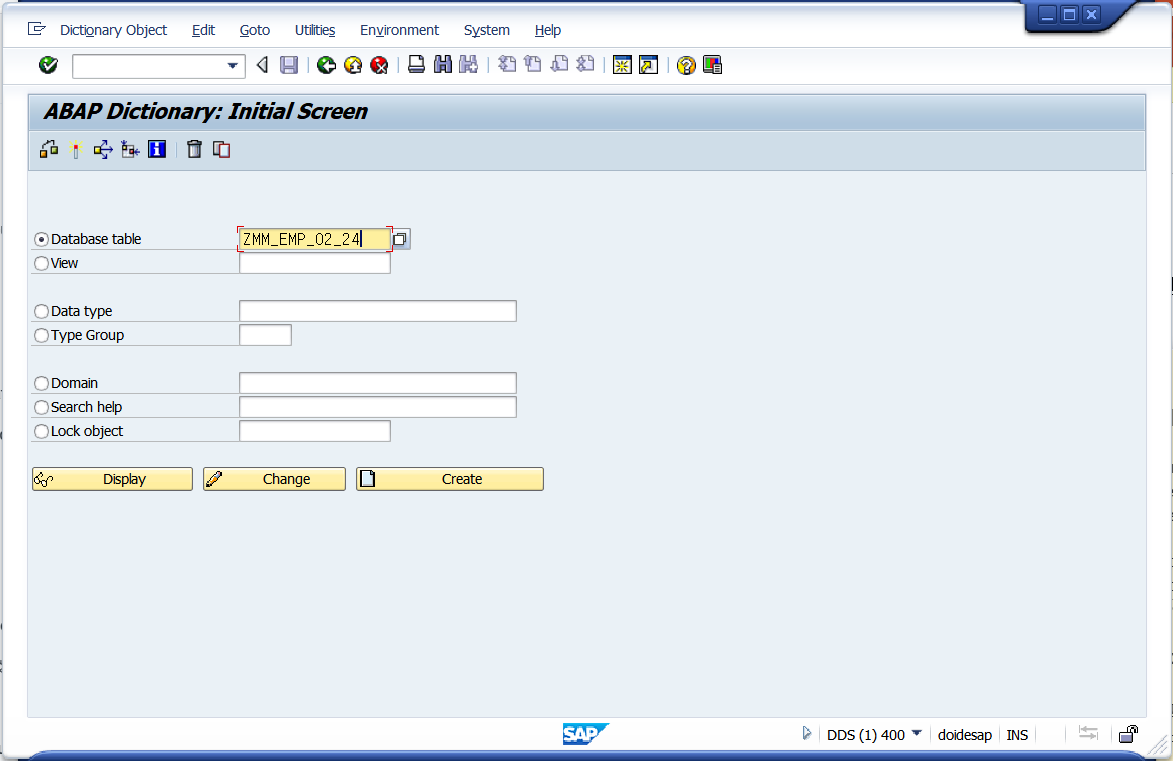 Dictionary Object Edit Goto Utilities Environment System Help
ABAP Dictionary: Initial Screen
Database table ZMM_EMP_02_24
View
Data type
Type Group
Domain
Search help
Lock object
Display Change Create
SAP DDS (1) 400 doidesap INS